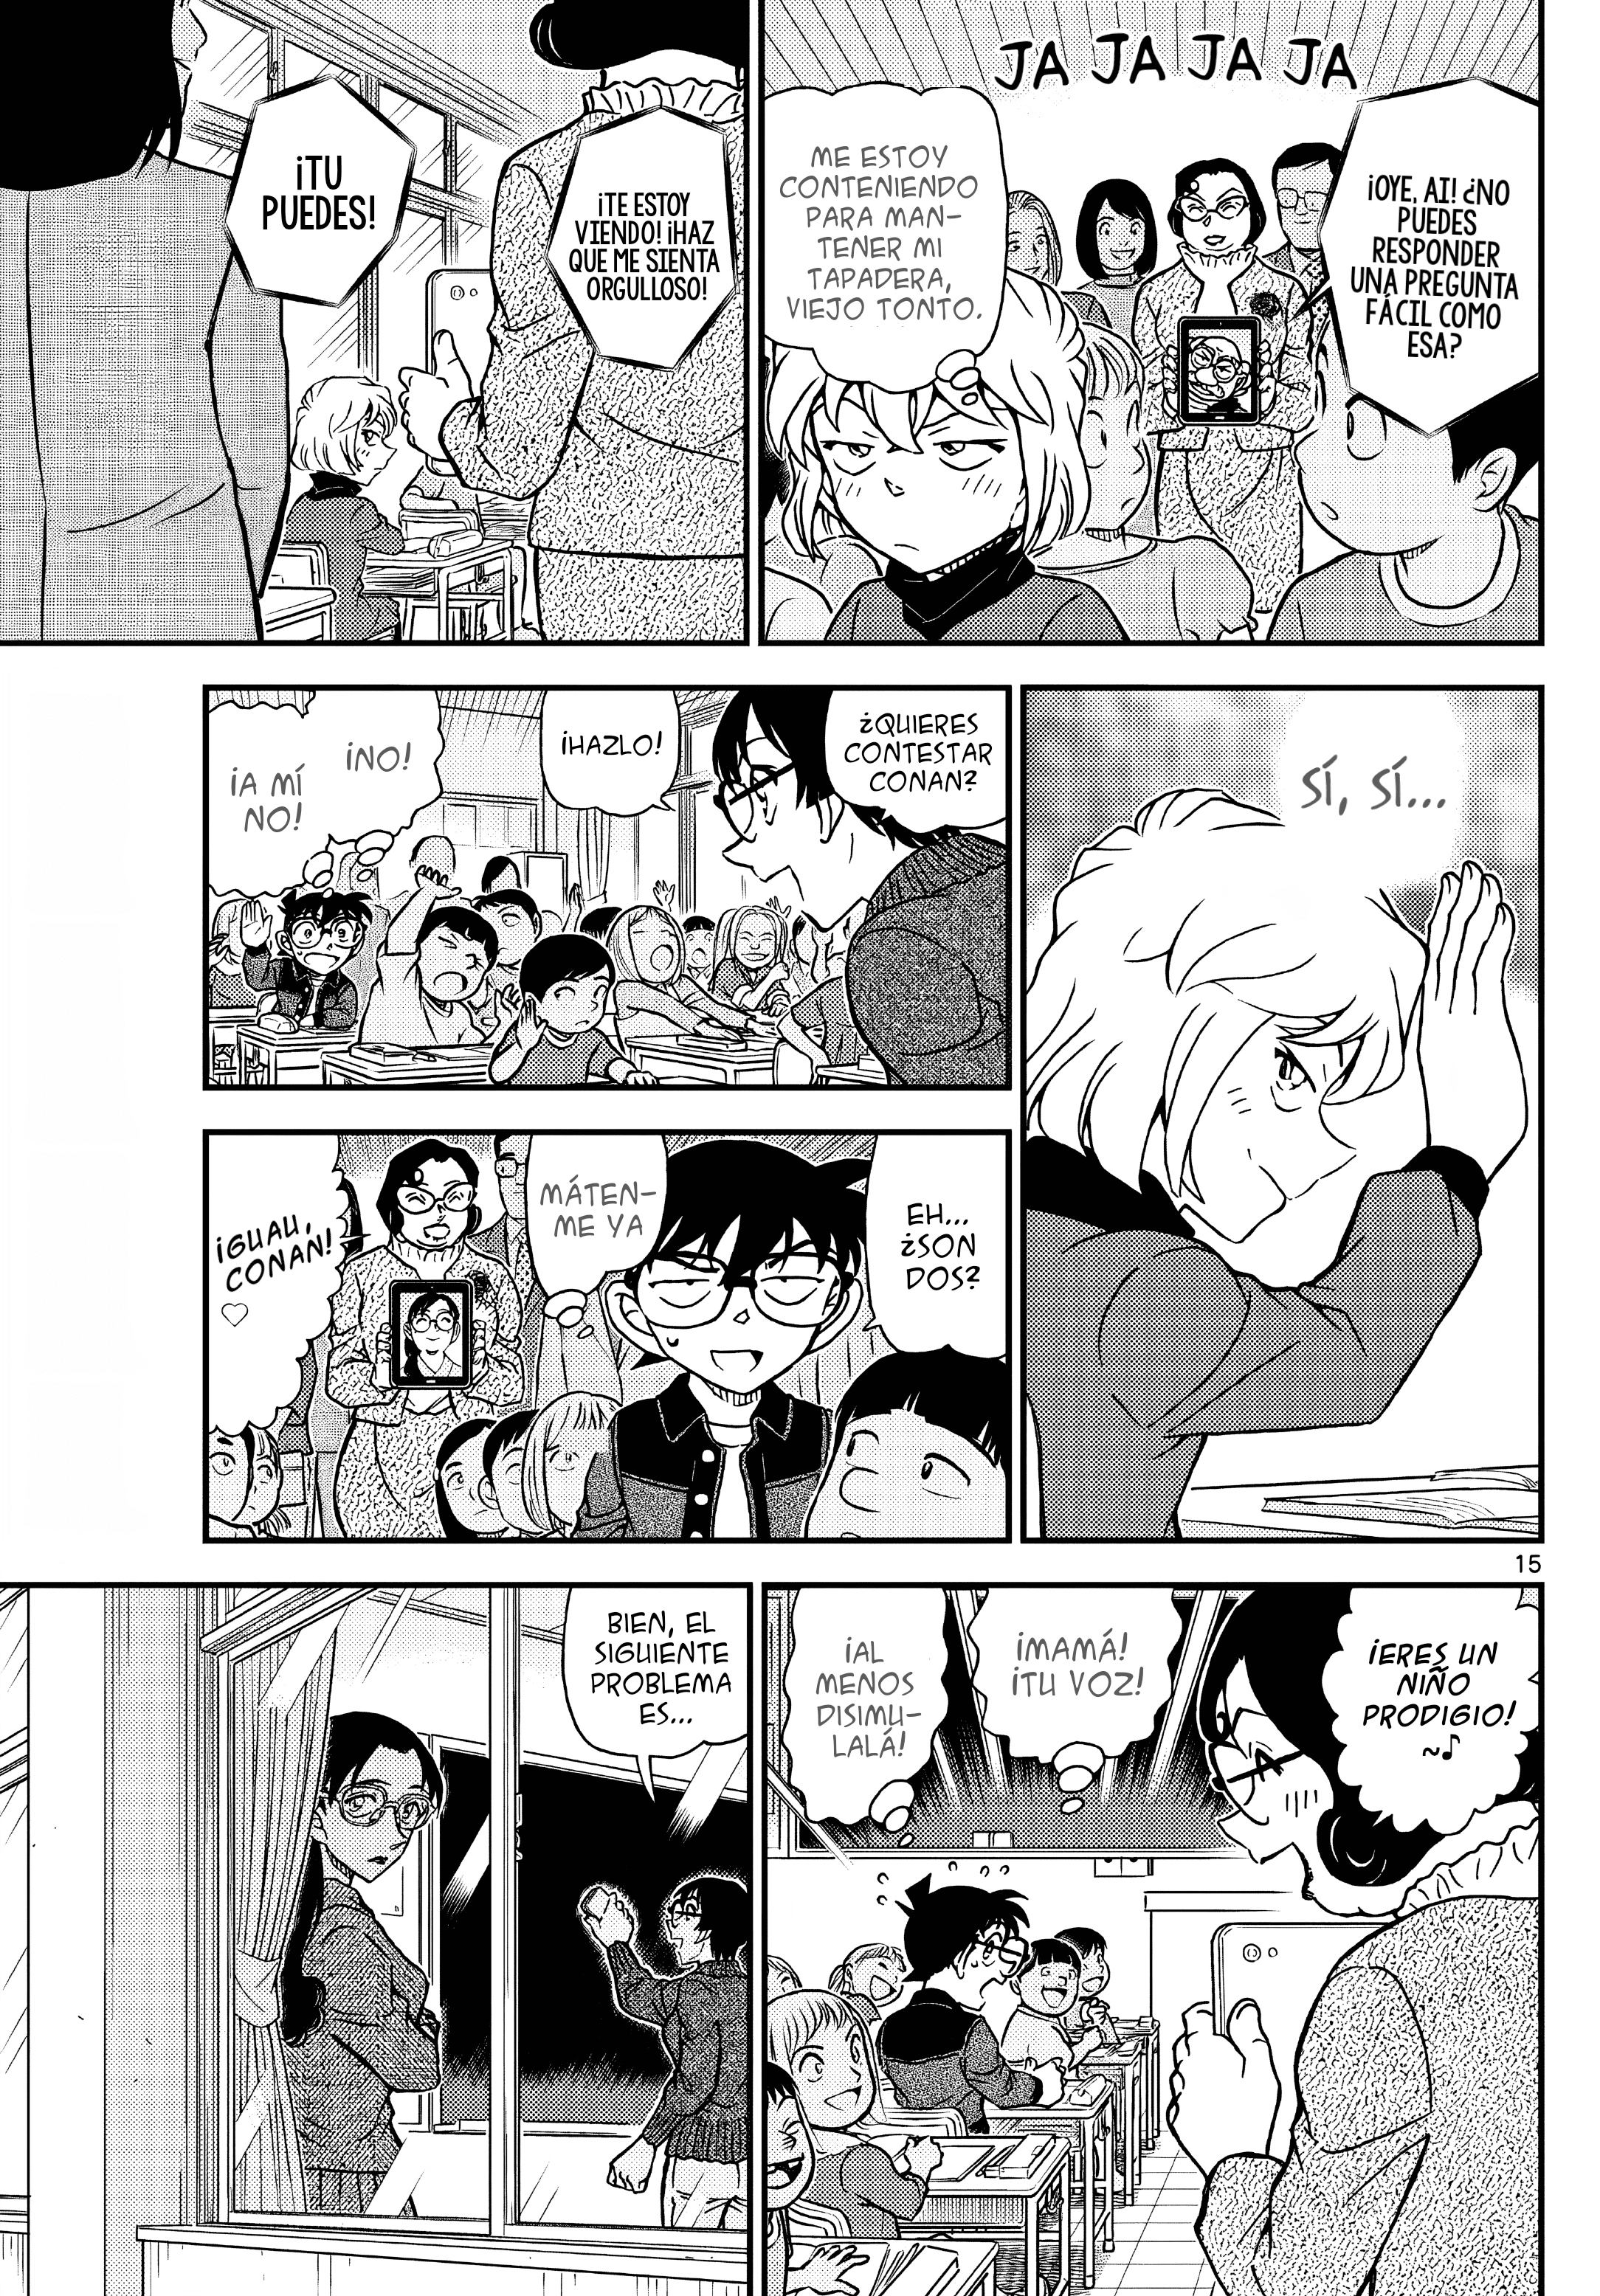 JA JA JA JA
¡OYE, AI! ¿NO
PUEDES
RESPONDER
UNA PREGUNTA
FÁCIL COMO
ESA?
ME ESTOY
CONTENIENDO
PARA MAN-
TENER MI
TAPADERA,
VIEJO TONTO.
¡TE ESTOY
VIENDO! ¡HAZ
QUE ME SIENTA
ORGULLOSO!
¡TU
PUEDES!
SÍ, SÍ...
¿QUIERES
CONTESTAR
CONAN?
¡HAZLO!
¡NO!
¡A MÍ
NO!
EH...
¿SON
DOS?
MÁTEN-
ME YA
¡GUAU,
CONAN!
♡
15
¡ERES UN
NIÑO
PRODIGIO!
~♪
¡MAMÁ!
¡TU VOZ!
¡AL
MENOS
DISIMU-
LALÁ!
BIEN, EL
SIGUIENTE
PROBLEMA
ES...